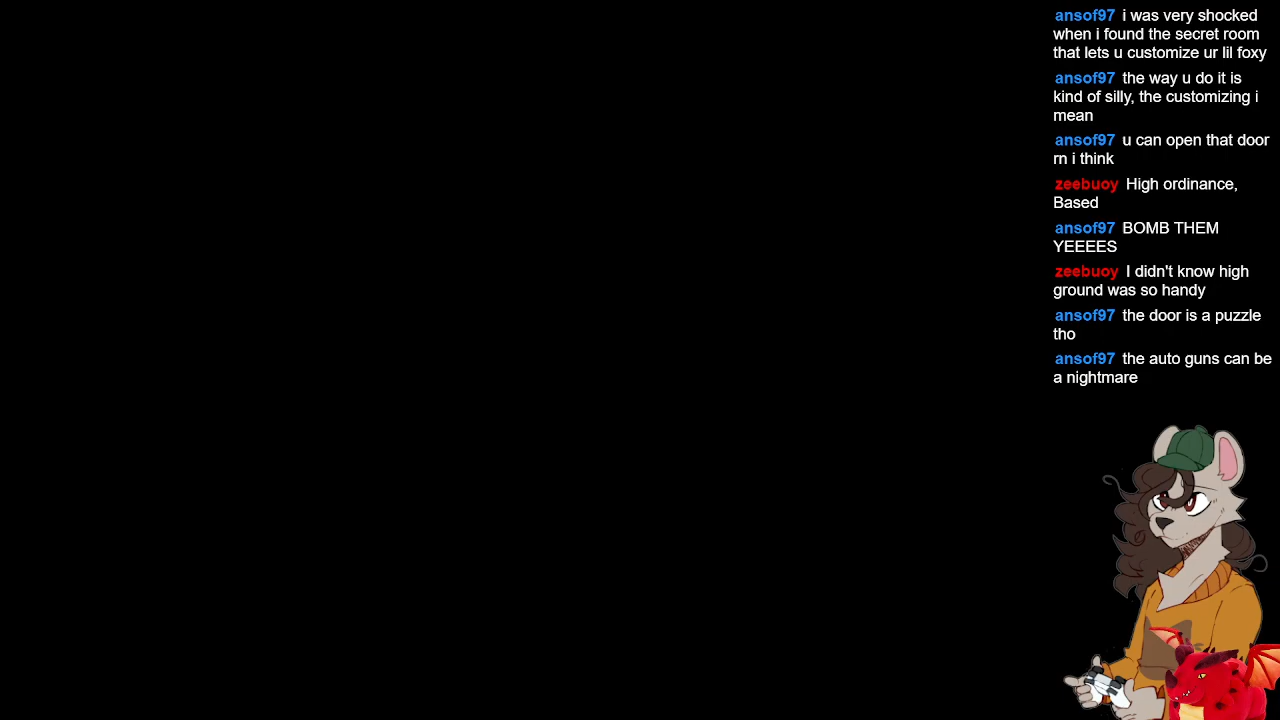 ansof97 i was very shocked
when i found the secret room
that lets u customize ur lil foxy
ansof97 the way u do it is
kind of silly, the customizing i
mean
ansof97 u can open that door
rn i think
zeebuoy High ordinance,
Based
ansof97 BOMB THEM
YEEEES
zeebuoy I didn't know high
ground was so handy
ansof97 the door is a puzzle
tho
ansof97 the auto guns can be
a nightmare